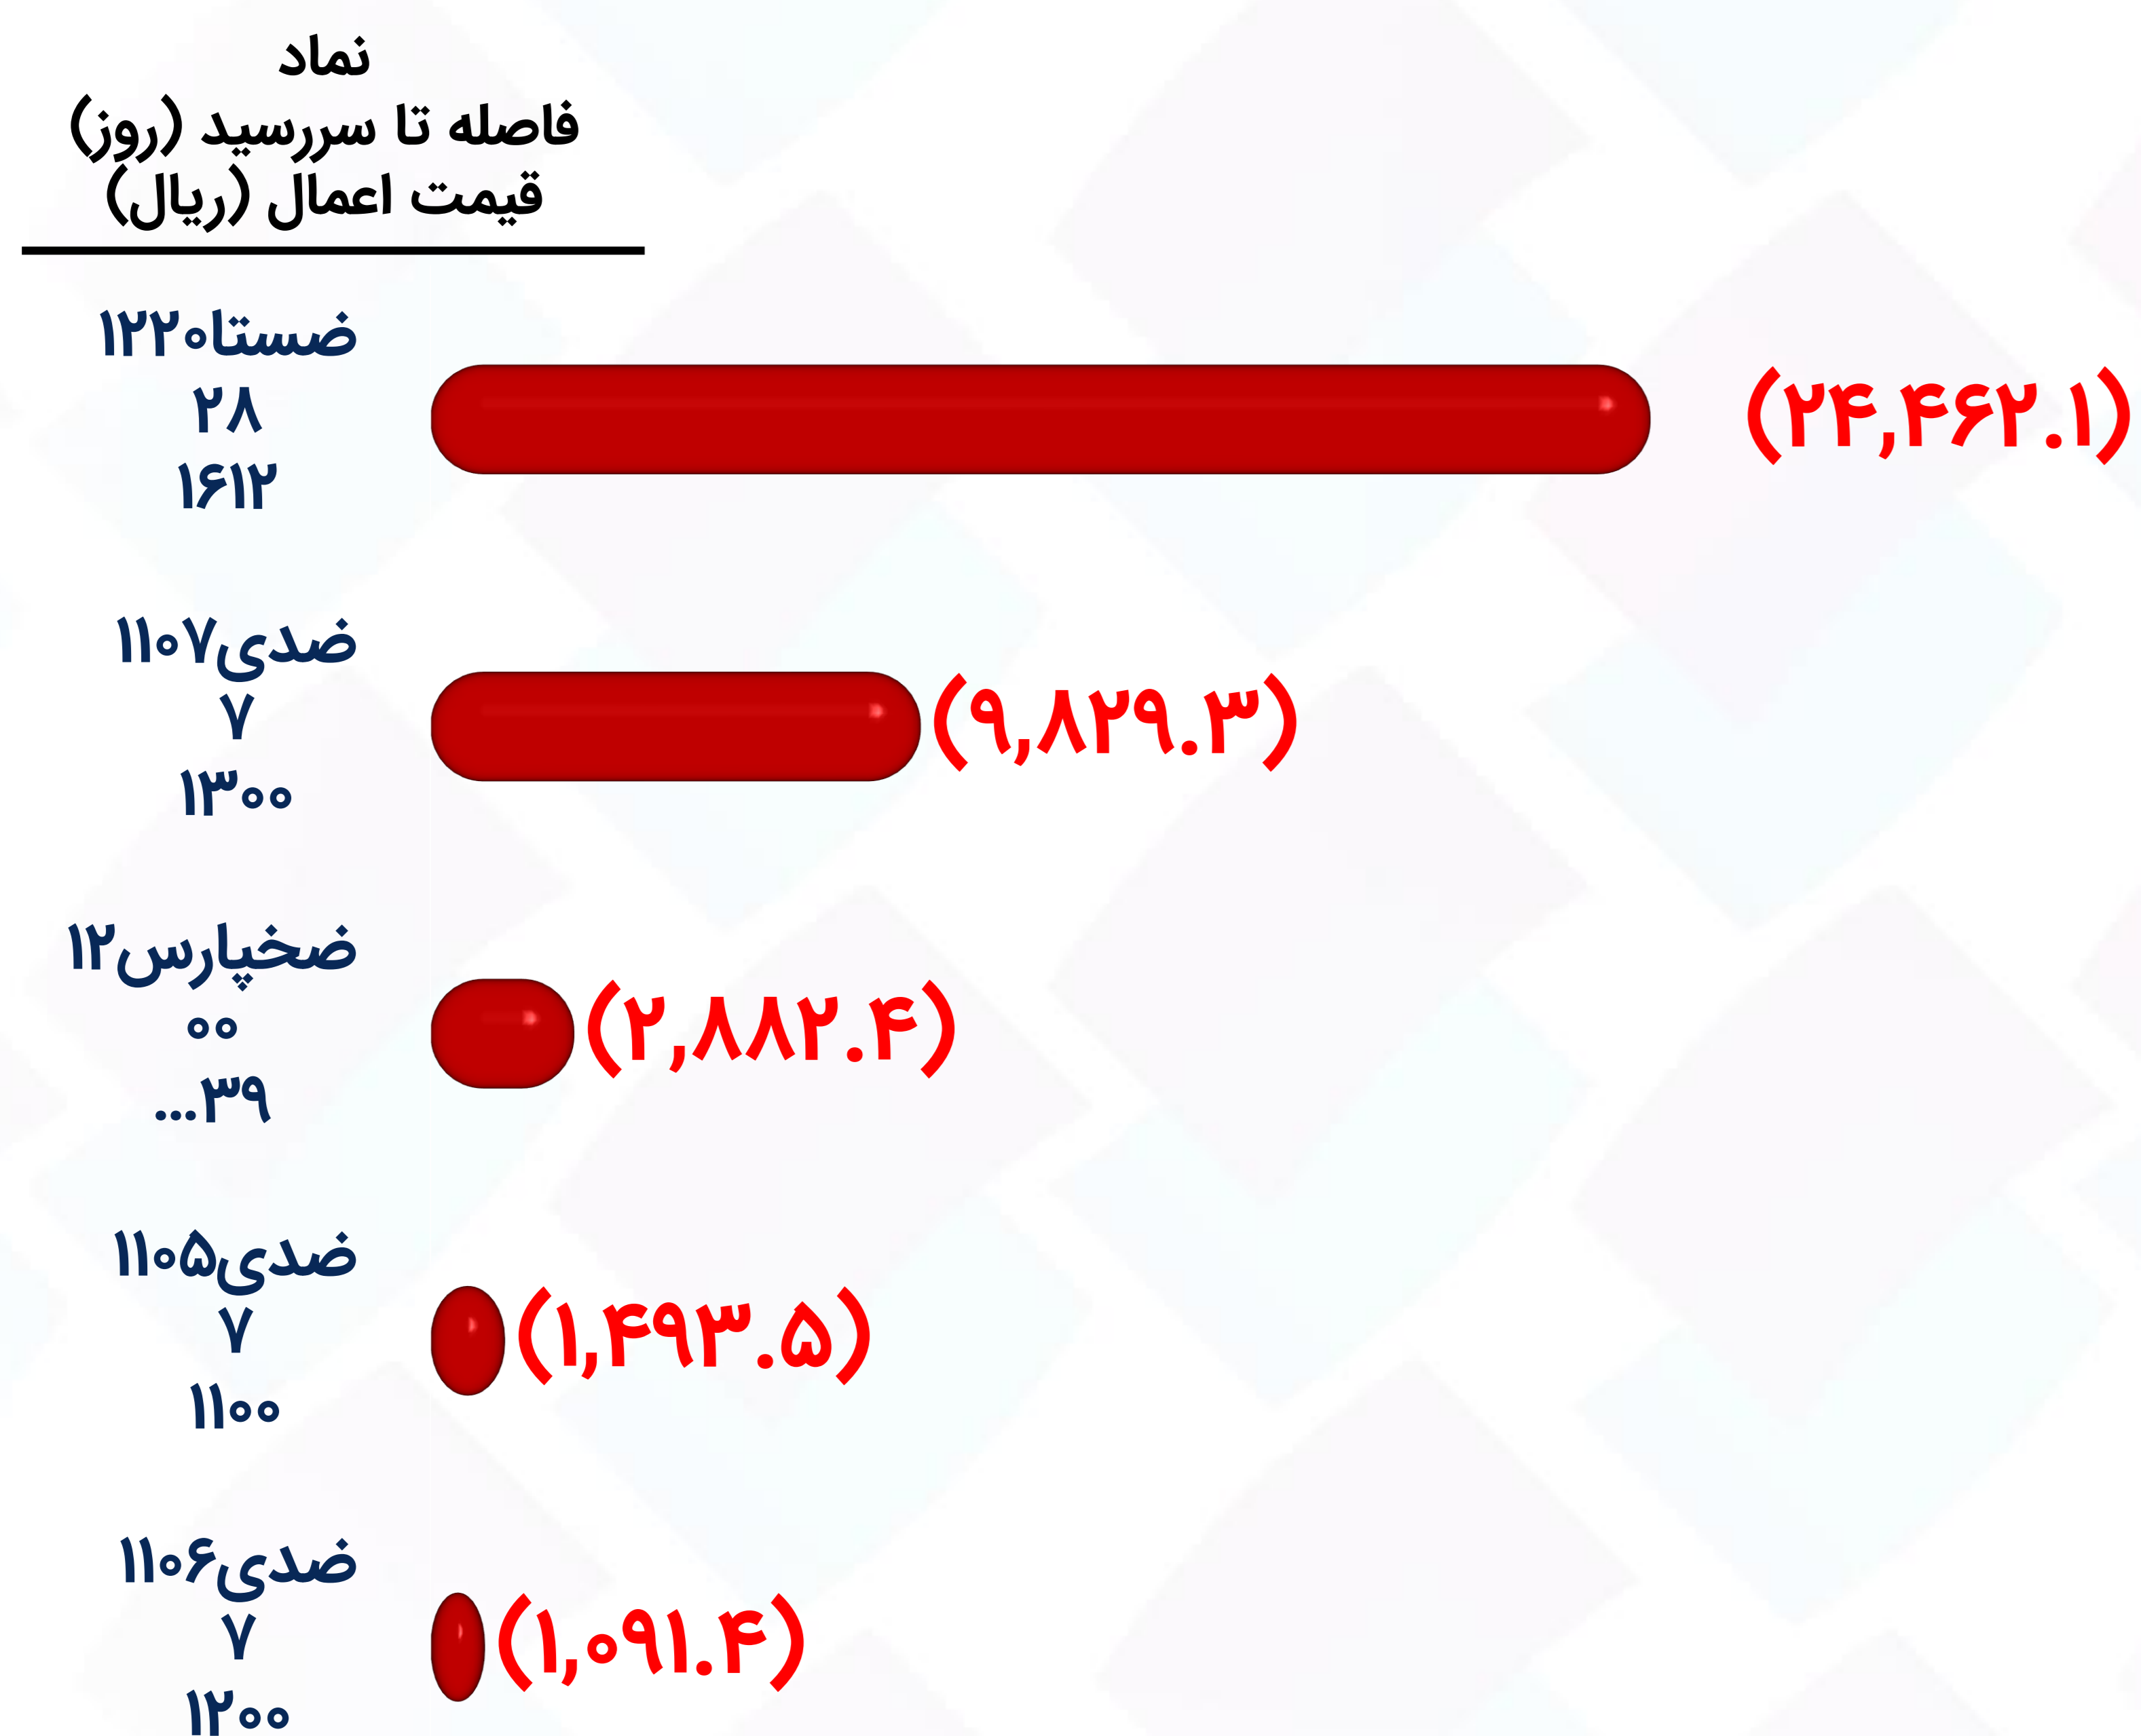 نماد
فاصله تا سررسید (روز)
قیمت اعمال (ریال)
ضستا۱۲۲۰
۲۸
۱۶۱۲
(۲۴,۴۶۲.۱)
ضدی۱۱۰۷
۷
۱۳۰۰
(۹,۸۲۹.۳)
ضخپارس۱۲
۰۰
۳۹...
(۲,۸۸۲.۴)
ضدی۱۱۰۵
۷
۱۱۰۰
(۱,۴۹۳.۵)
ضدی۱۱۰۶
۷
۱۲۰۰
(۱,۰۹۱.۴)